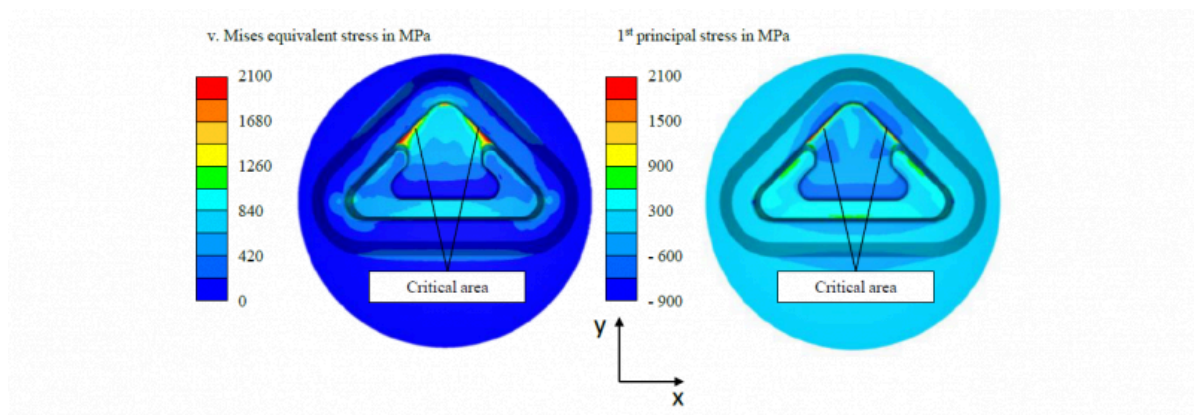 v. Mises equivalent stress in MPa
2100
1680
1260
840
420
0
Critical area
1st principal stress in MPa
2100
1500
900
300
- 600
- 900
Critical area
y
x